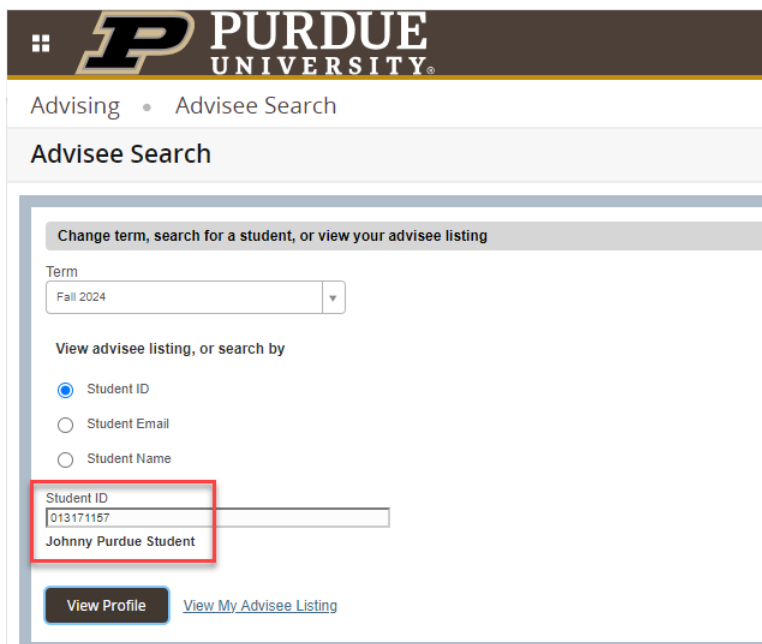 PURDUE
UNIVERSITY®
Advising • Advisee Search
Advisee Search
Change term, search for a student, or view your advisee listing
Term
Fall 2024
View advisee listing, or search by
Student ID
Student Email
Student Name
Student ID
013171157
Johnny Purdue Student
View Profile View My Advisee Listing